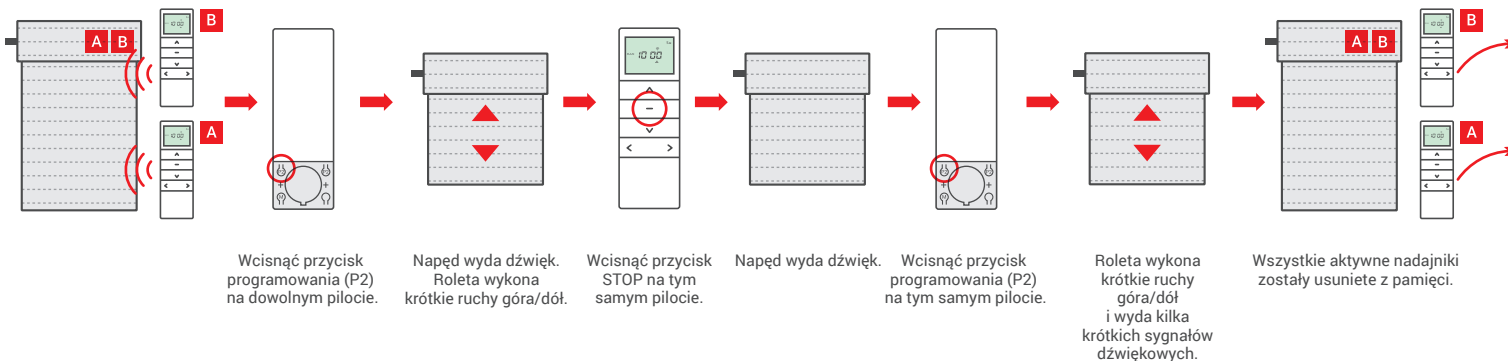 A B
B
A
10:00
Wcisnąć przycisk
programowania (P2)
na dowolnym pilocie.
Napęd wyda dźwięk.
Roleta wykona
krótkie ruchy góra/dół.
Wcisnąć przycisk
STOP na tym
samym pilocie.
Napęd wyda dźwięk.
Wcisnąć przycisk
programowania (P2)
na tym samym pilocie.
Roleta wykona
krótkie ruchy
góra/dół
i wyda kilka
krótkich sygnałów
dźwiękowych.
A B
B
A
Wszystkie aktywne nadajniki
zostały usuniete z pamięci.